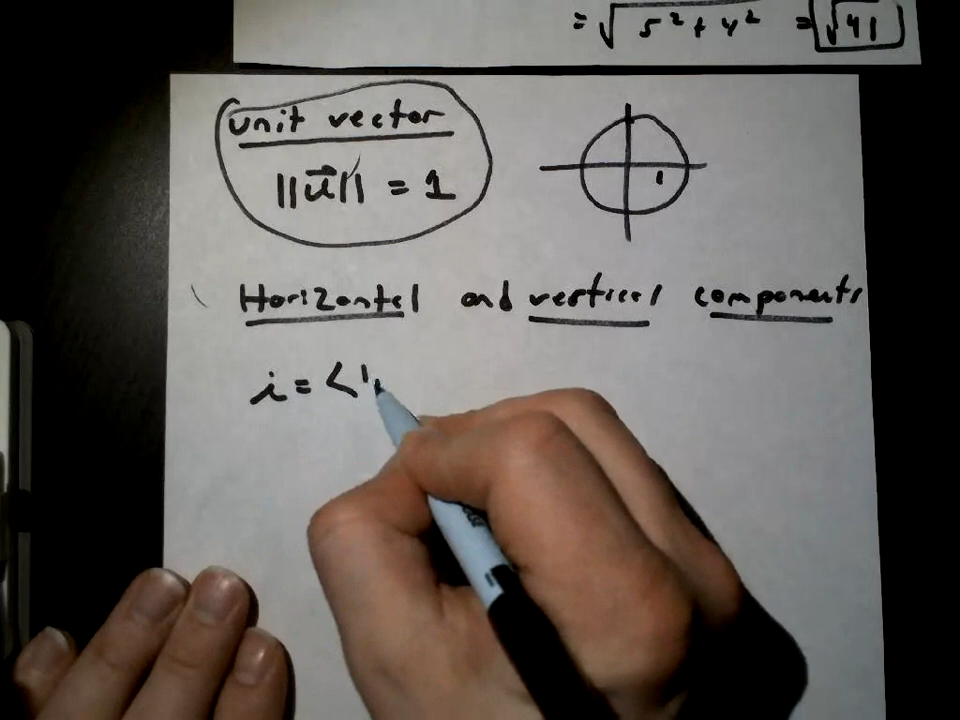 = √5² + 4² = √41
unit vector
||u⃗|| = 1
1
Horizontal and vertical components
i = <1,